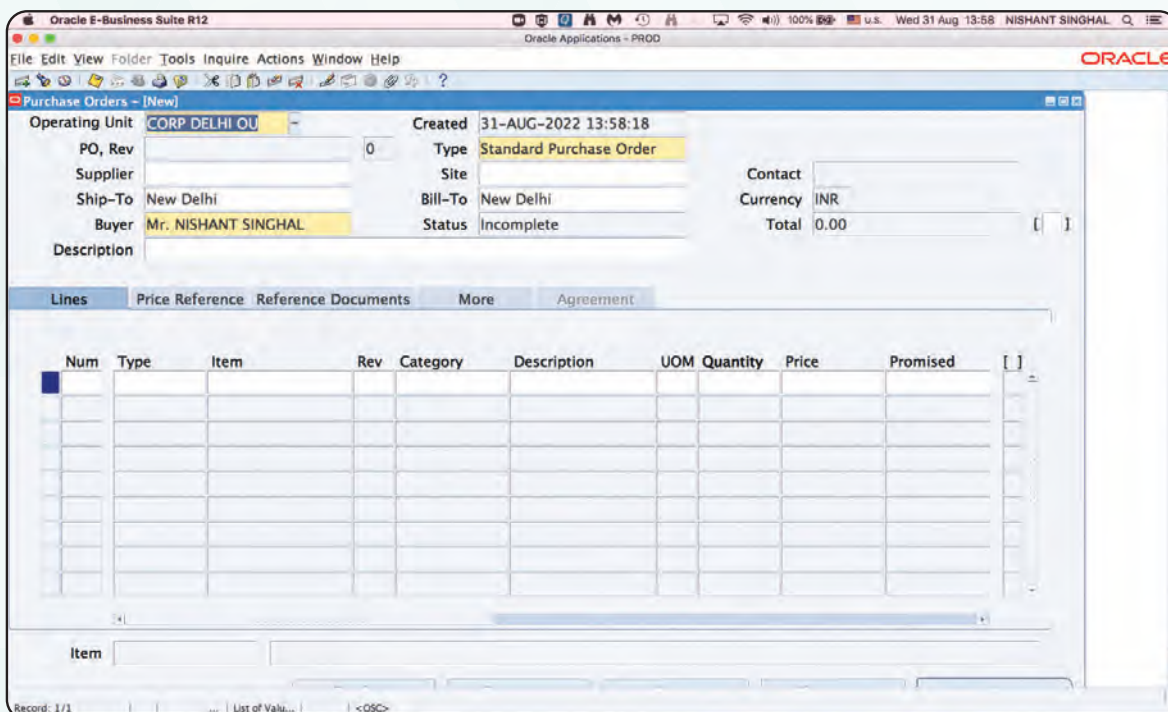 Oracle E-Business Suite R12 100% U.S. Wed 31 Aug 13:58 NISHANT SINGHAL
Oracle Applications - PROD
File Edit View Folder Tools Inquire Actions Window Help ORACLE
Purchase Orders - [New]
Operating Unit CORP DELHI OU Created 31-AUG-2022 13:58:18
PO, Rev 0 Type Standard Purchase Order
Supplier Site Contact
Ship-To New Delhi Bill-To New Delhi Currency INR
Buyer Mr. NISHANT SINGHAL Status Incomplete Total 0.00 [ ]
Description
Lines Price Reference Reference Documents More Agreement
Num Type Item Rev Category Description UOM Quantity Price Promised [ ]
Item
Record: 1/1 ... List of Valu... <OSC>